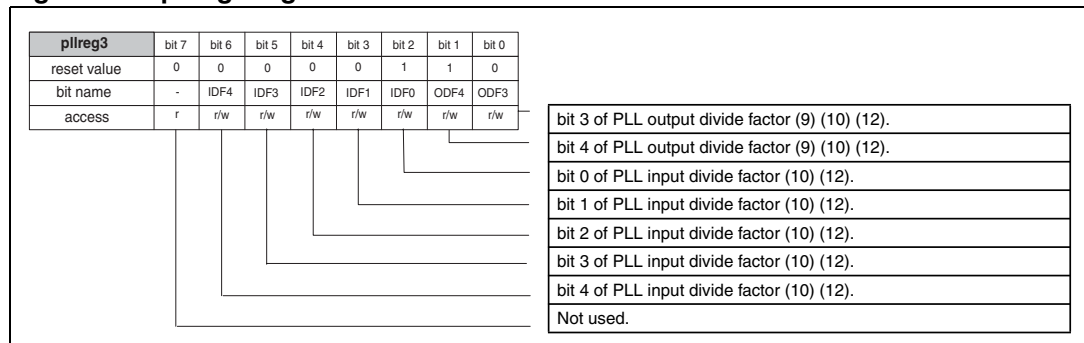 pllreg3 bit 7 bit 6 bit 5 bit 4 bit 3 bit 2 bit 1 bit 0
reset value 0 0 0 0 0 1 1 0
bit name - IDF4 IDF3 IDF2 IDF1 IDF0 ODF4 ODF3
access r r/w r/w r/w r/w r/w r/w r/w
bit 3 of PLL output divide factor (9) (10) (12).
bit 4 of PLL output divide factor (9) (10) (12).
bit 0 of PLL input divide factor (10) (12).
bit 1 of PLL input divide factor (10) (12).
bit 2 of PLL input divide factor (10) (12).
bit 3 of PLL input divide factor (10) (12).
bit 4 of PLL input divide factor (10) (12).
Not used.